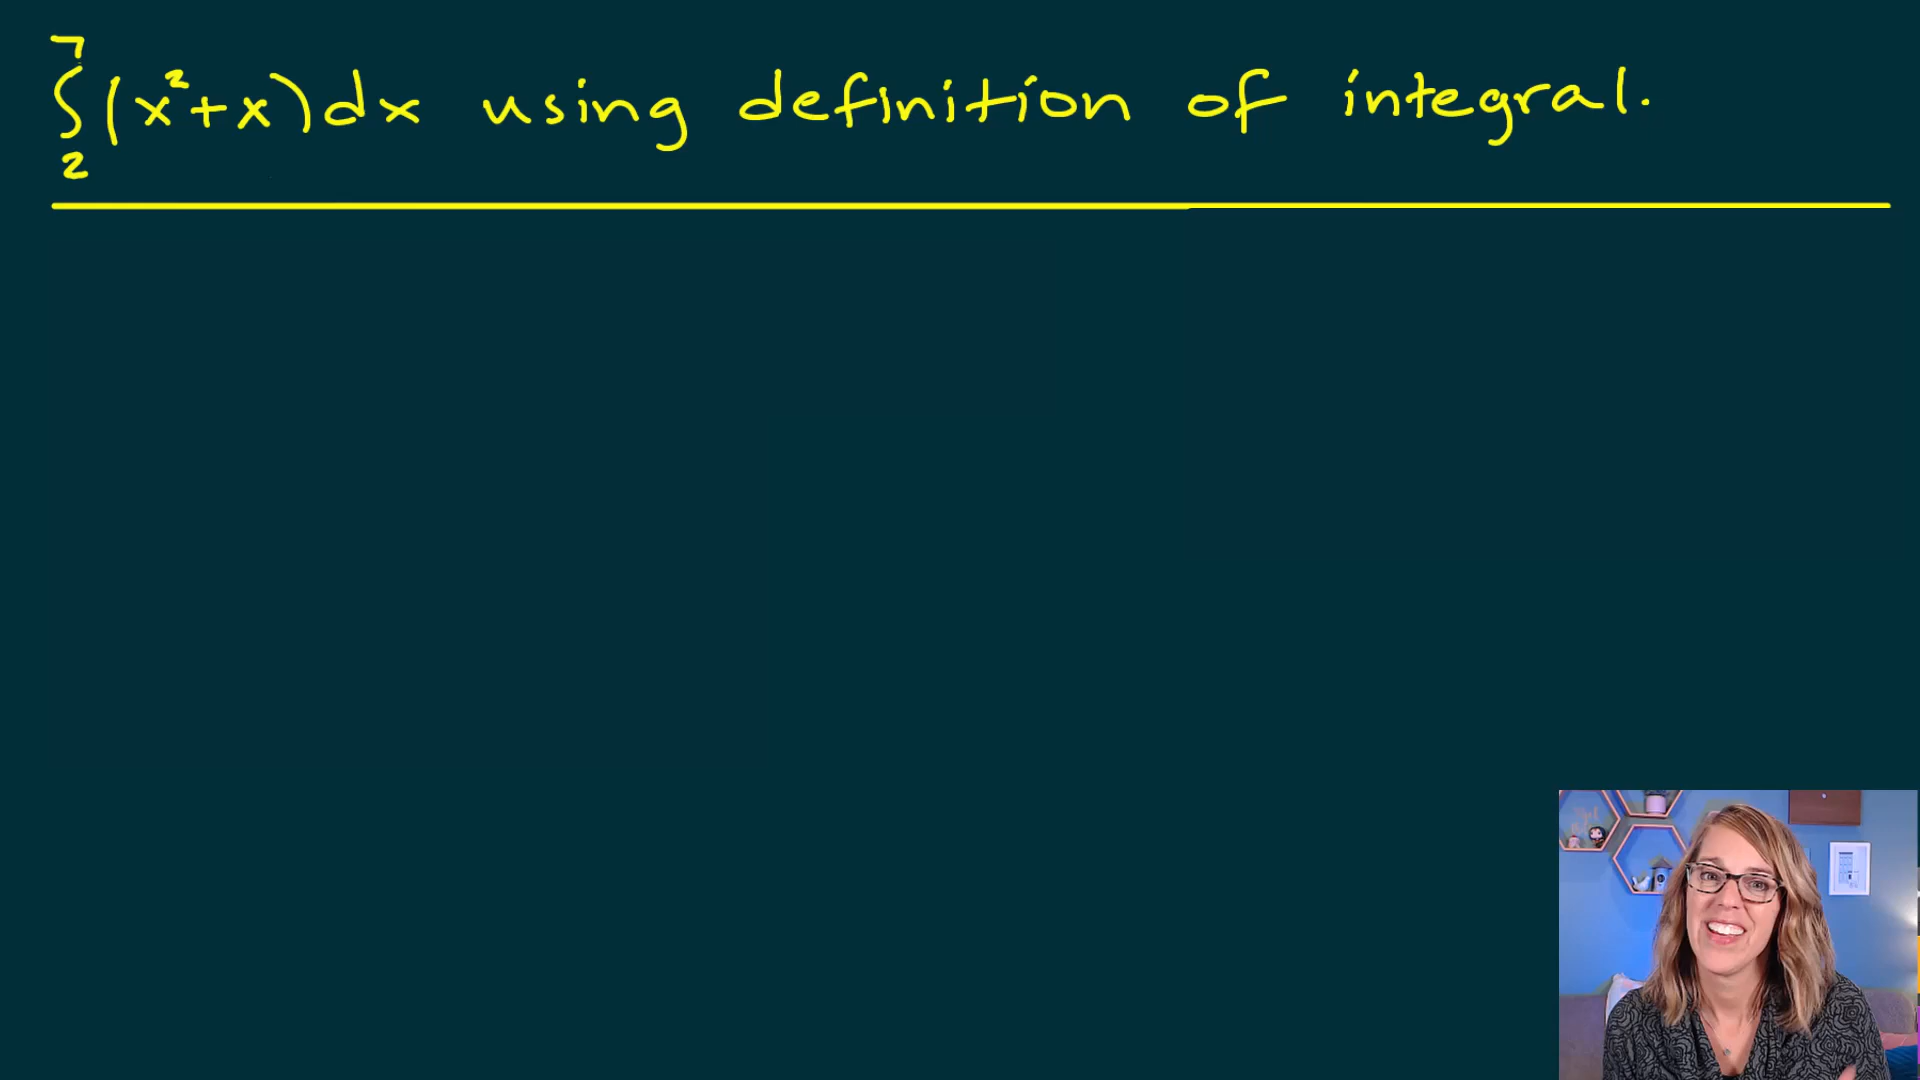 ∫₂⁷(x²+x)dx using definition of integral.